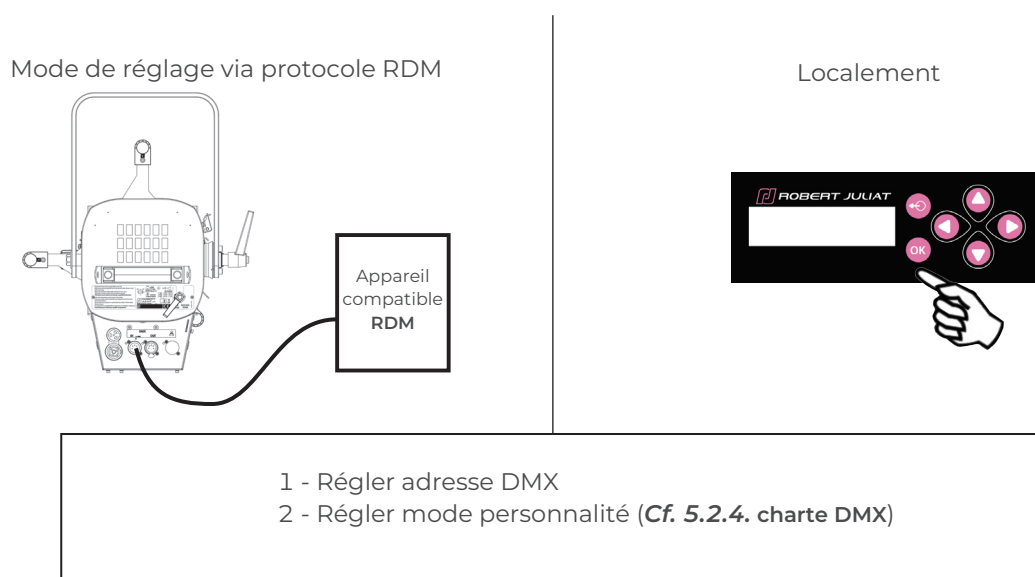 Mode de réglage via protocole RDM
Localement
Appareil
compatible
RDM
ROBERT JULIAT
OK
1 - Régler adresse DMX
2 - Régler mode personnalité (Cf. 5.2.4. charte DMX)